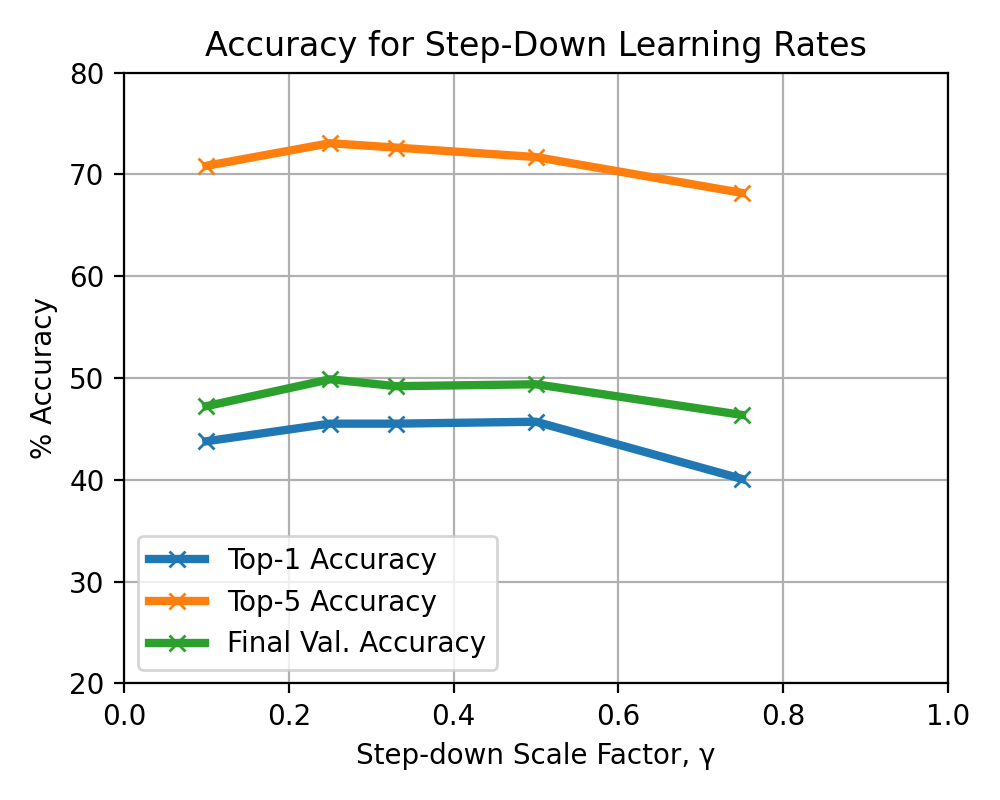 Accuracy for Step-Down Learning Rates
80
70
60
50
40
30
20
% Accuracy
Top-1 Accuracy
Top-5 Accuracy
Final Val. Accuracy
0.0 0.2 0.4 0.6 0.8 1.0
Step-down Scale Factor, γ